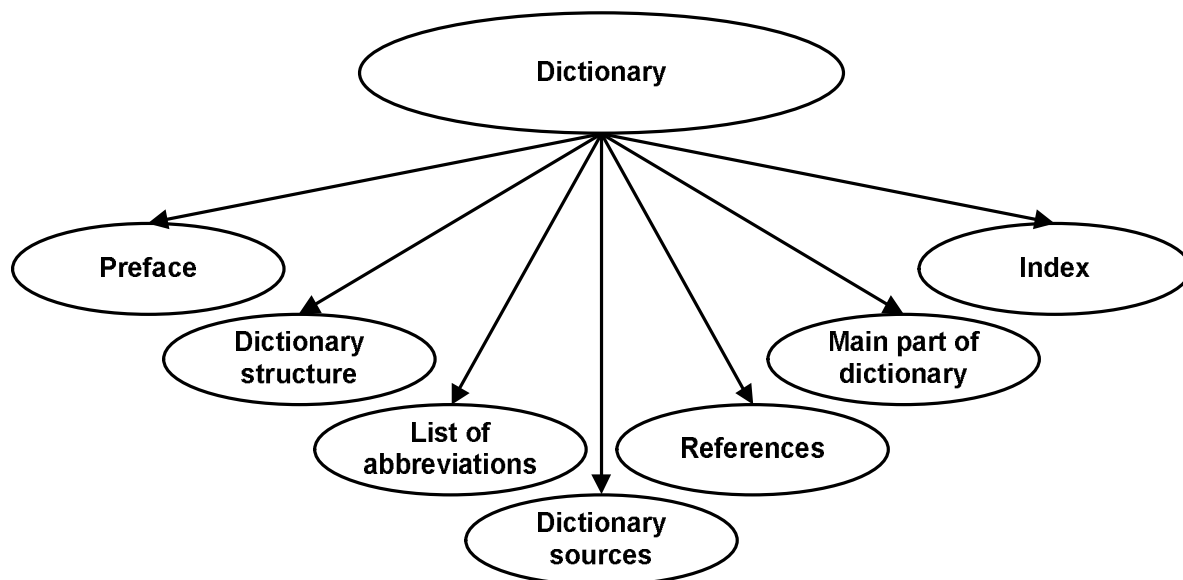 Dictionary
Preface
Index
Dictionary
structure
Main part of
dictionary
List of
abbreviations
References
Dictionary
sources